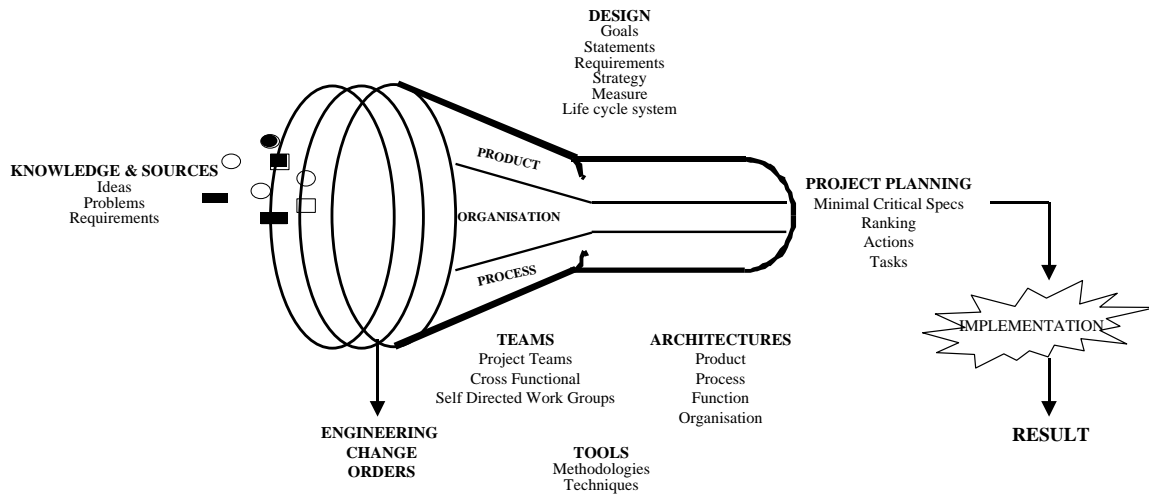 DESIGN
Goals
Statements
Requirements
Strategy
Measure
Life cycle system
KNOWLEDGE & SOURCES
Ideas
Problems
Requirements
PRODUCT
ORGANISATION
PROCESS
PROJECT PLANNING
Minimal Critical Specs
Ranking
Actions
Tasks
IMPLEMENTATION
RESULT
TEAMS
Project Teams
Cross Functional
Self Directed Work Groups
ARCHITECTURES
Product
Process
Function
Organisation
ENGINEERING
CHANGE
ORDERS
TOOLS
Methodologies
Techniques